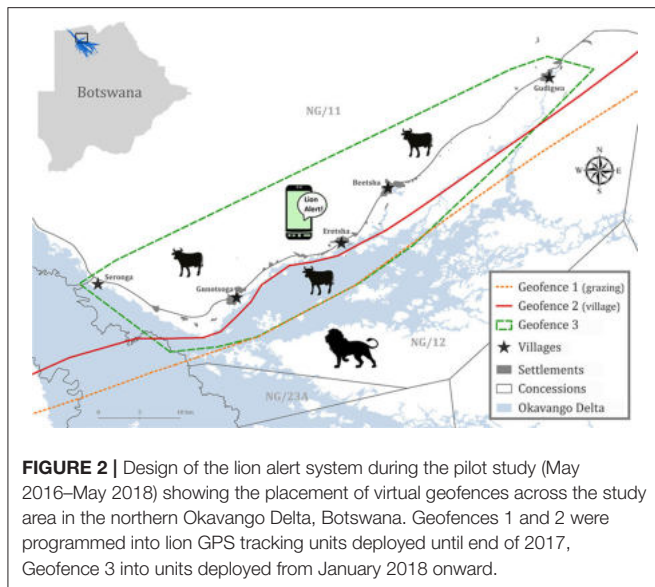 Botswana
NG/11
Gudigwa
Beetsha
N
W E
S
Lion
Alert!
Eretsha
Seronga
Gunotsoga
Geofence 1 (grazing)
Geofence 2 (village)
Geofence 3
Villages
Settlements
Concessions
Okavango Delta
NG/12
NG/23A
0 5 10 km
FIGURE 2 | Design of the lion alert system during the pilot study (May
2016–May 2018) showing the placement of virtual geofences across the study
area in the northern Okavango Delta, Botswana. Geofences 1 and 2 were
programmed into lion GPS tracking units deployed until end of 2017,
Geofence 3 into units deployed from January 2018 onward.